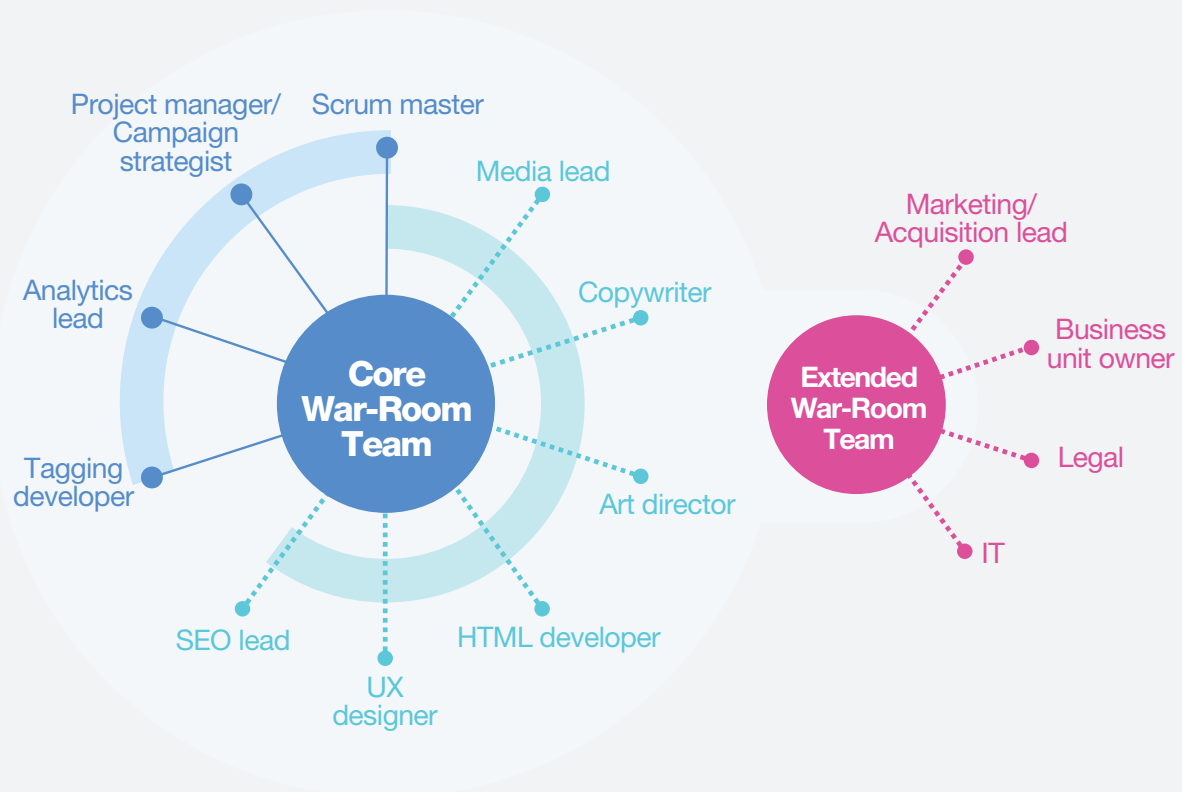 Project manager/
Campaign
strategist
Scrum master
Media lead
Copywriter
Analytics
lead
Core
War-Room
Team
Tagging
developer
Art director
SEO lead
HTML developer
UX
designer
Marketing/
Acquisition lead
Business
unit owner
Extended
War-Room
Team
Legal
IT